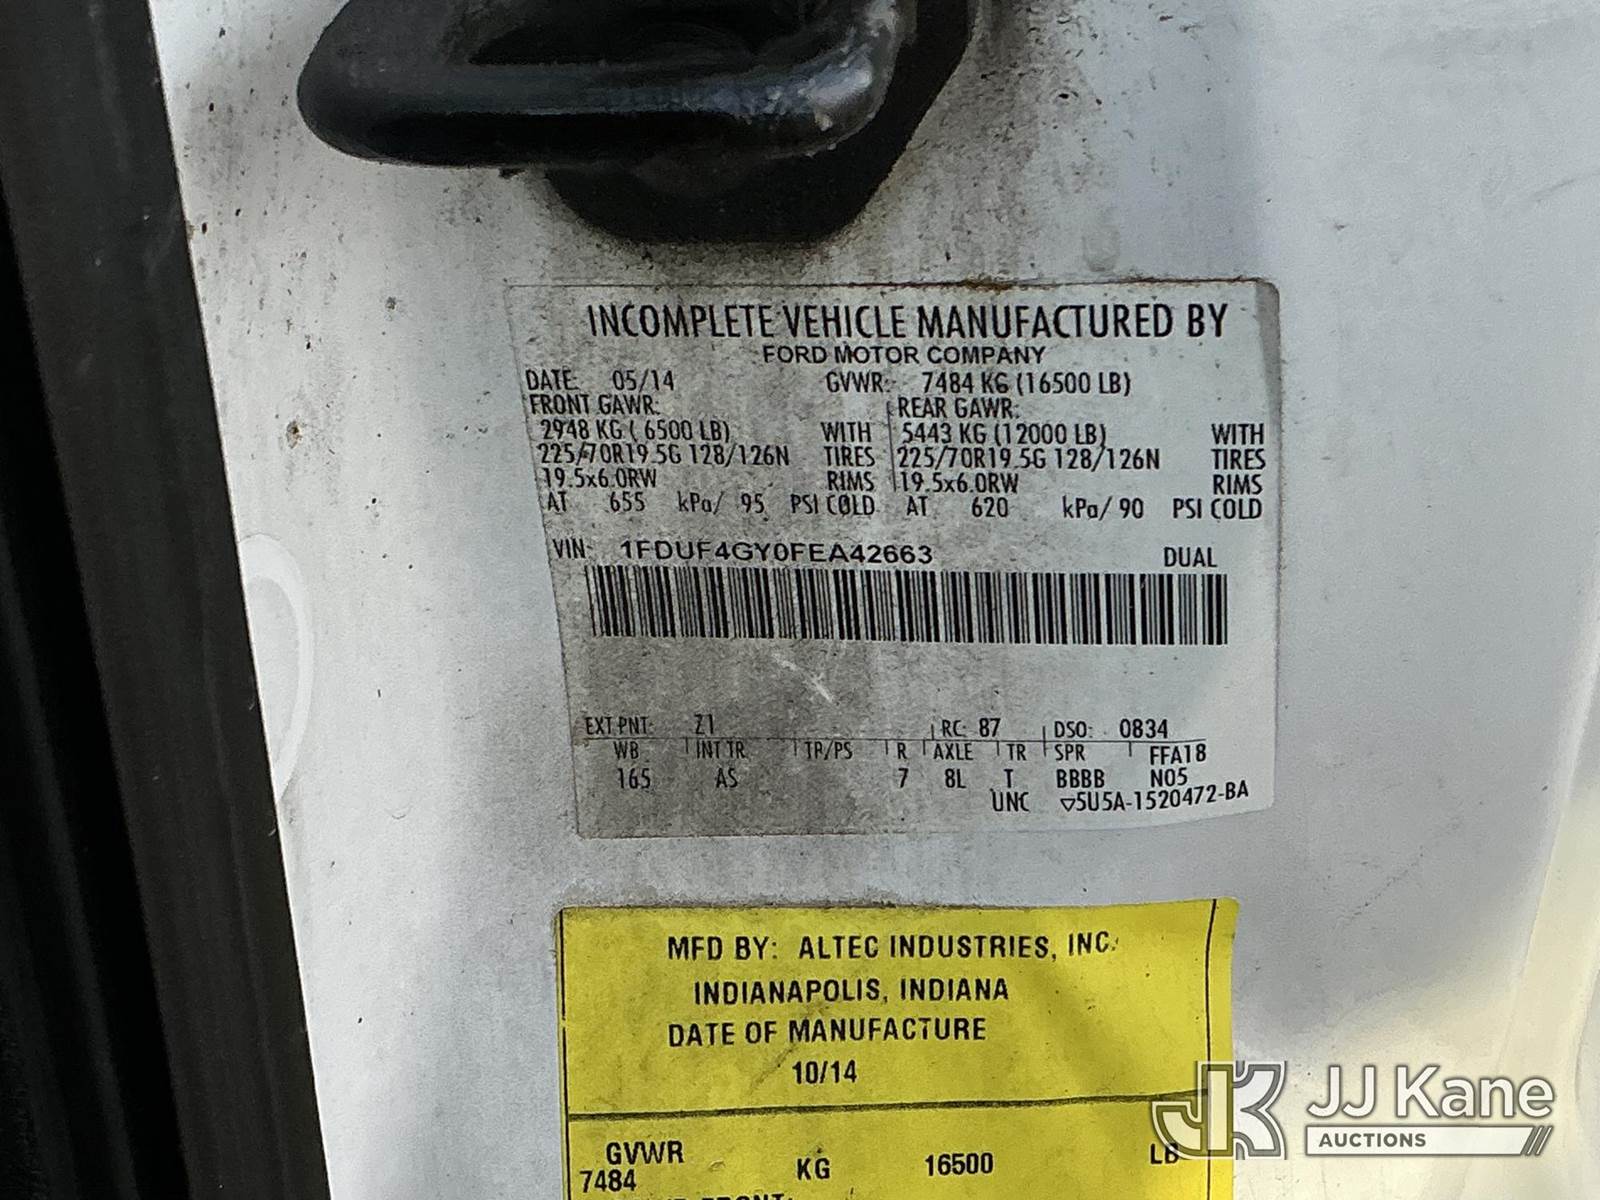 INCOMPLETE VEHICLE MANUFACTURED BY
FORD MOTOR COMPANY
DATE: 05/14 GVWR: 7484 KG (16500 LB)
FRONT GAWR: REAR GAWR:
2948 KG ( 6500 LB) WITH 5443 KG (12000 LB) WITH
225/70R19.5G 128/126N TIRES 225/70R19.5G 128/126N TIRES
19.5x6.0RW RIMS 19.5x6.0RW RIMS
AT 655 kPa/ 95 PSI COLD AT 620 kPa/ 90 PSI COLD
VIN: 1FDUF4GY0FEA42663 DUAL
EXT PNT: Z1 RC: 87 DSO: 0834
WB INT TR TP/PS R AXLE TR SPR FFA18
165 AS 7 8L T BBBB N05
UNC ▽5U5A-1520472-BA
MFD BY: ALTEC INDUSTRIES, INC.
INDIANAPOLIS, INDIANA
DATE OF MANUFACTURE
10/14
GVWR
7484 KG 16500 LB
FRONT:
JK JJ Kane
AUCTIONS